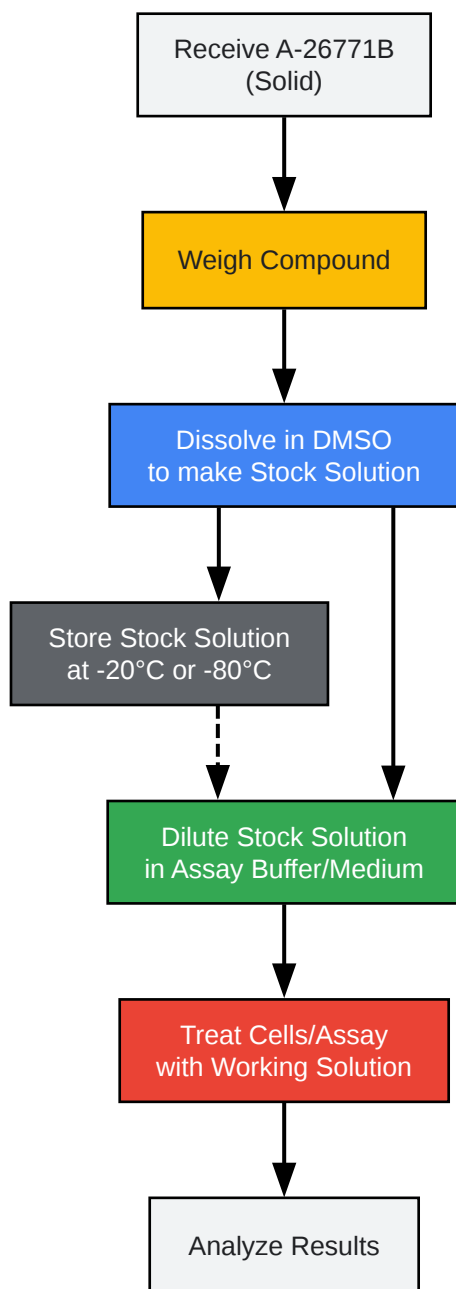 Receive A-26771B
(Solid)
Weigh Compound
Dissolve in DMSO
to make Stock Solution
Store Stock Solution
at -20°C or -80°C
Dilute Stock Solution
in Assay Buffer/Medium
Treat Cells/Assay
with Working Solution
Analyze Results